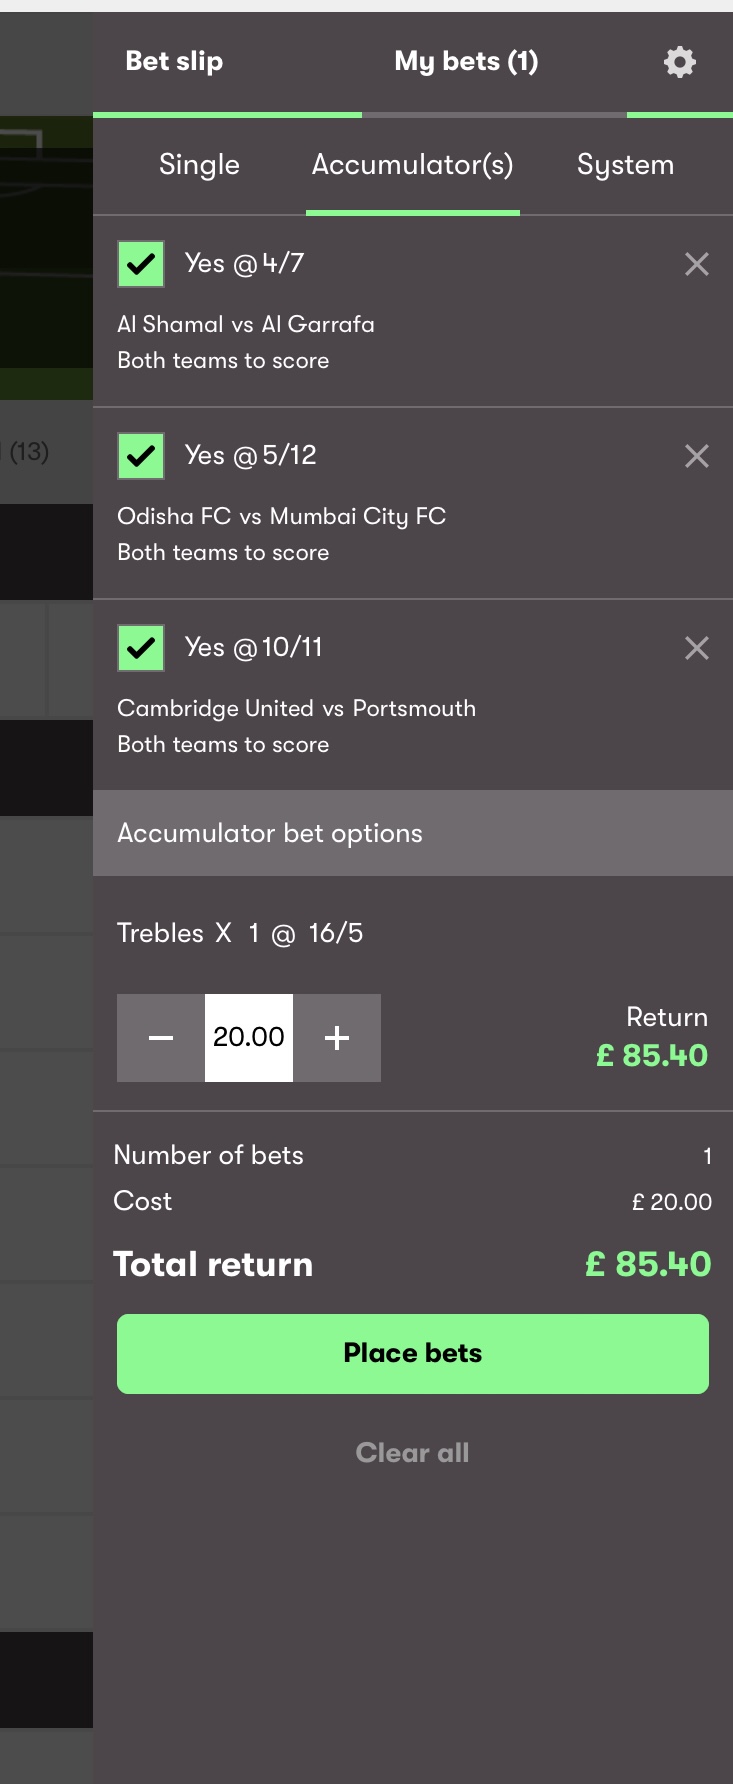 Bet slip
My bets (1)
Single
Accumulator(s)
System
Yes @ 4/7
Al Shamal vs Al Garrafa
Both teams to score
(13)
Yes @ 5/12
Odisha FC vs Mumbai City FC
Both teams to score
Yes @ 10/11
Cambridge United vs Portsmouth
Both teams to score
Accumulator bet options
Trebles X 1 @ 16/5
20.00
Return
£ 85.40
Number of bets 1
Cost £ 20.00
Total return £ 85.40
Place bets
Clear all